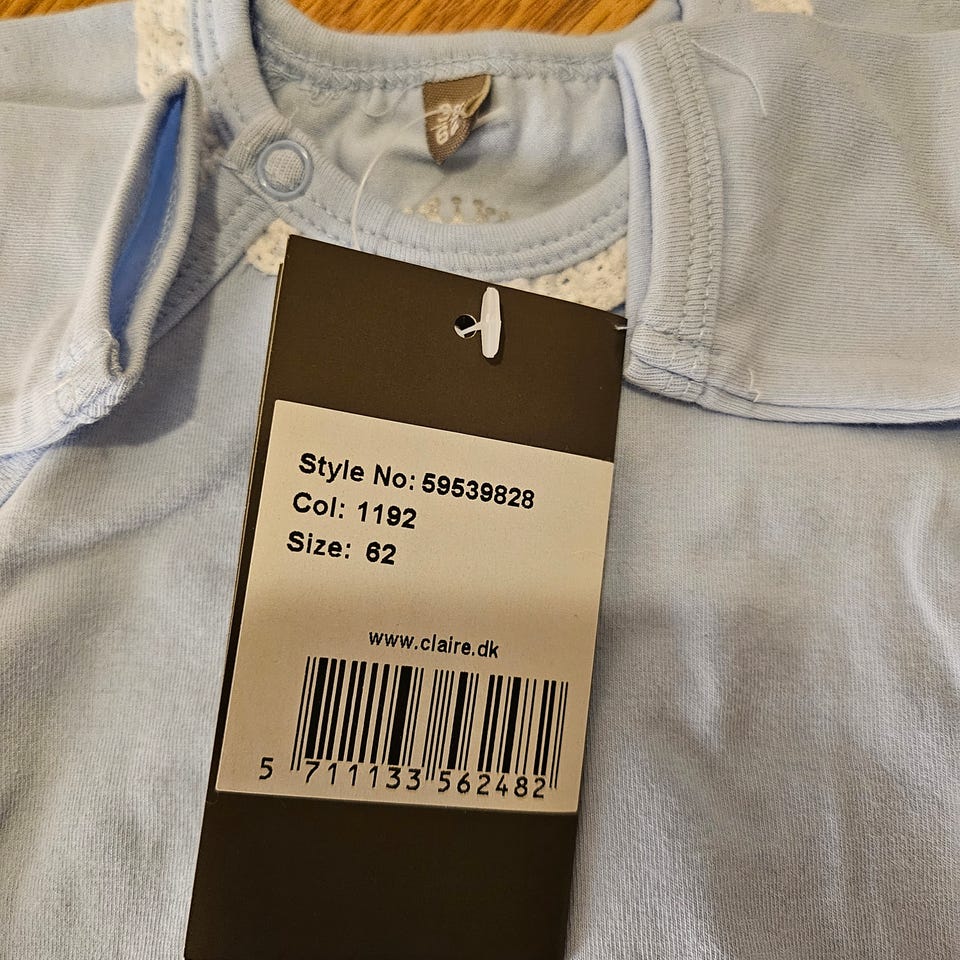 Style No: 59539828
Col: 1192
Size: 62
www.claire.dk
5 711133 562482